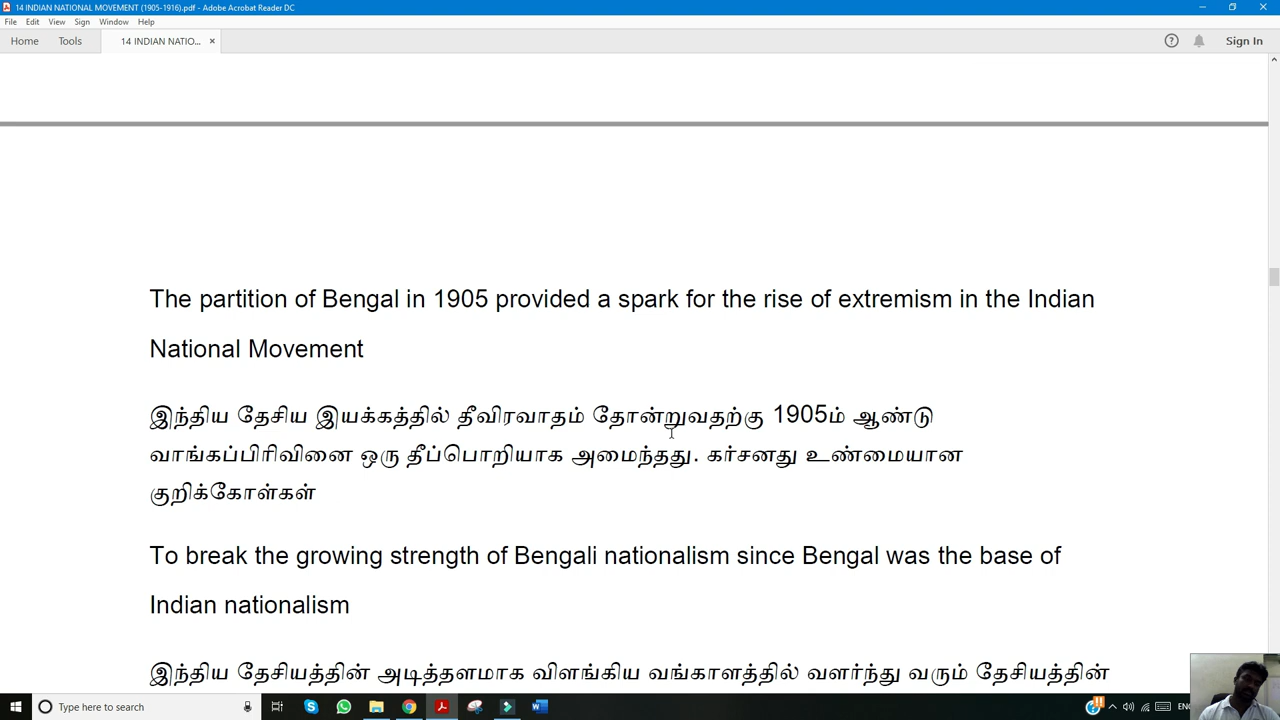 14 INDIAN NATIONAL MOVEMENT (1905-1916).pdf - Adobe Acrobat Reader DC
File Edit View Sign Window Help
Home Tools 14 INDIAN NATIO... × Sign In
The partition of Bengal in 1905 provided a spark for the rise of extremism in the Indian
National Movement
இந்திய தேசிய இயக்கத்தில் தீவிரவாதம் தோன்றுவதற்கு 1905ம் ஆண்டு
வாங்கப்பிரிவினை ஒரு தீப்பொறியாக அமைந்தது. கர்சனது உண்மையான
குறிக்கோள்கள்
To break the growing strength of Bengali nationalism since Bengal was the base of
Indian nationalism
இந்திய தேசியத்தின் அடித்தளமாக விளங்கிய வங்காளத்தில் வளர்ந்து வரும் தேசியத்தின்
Type here to search